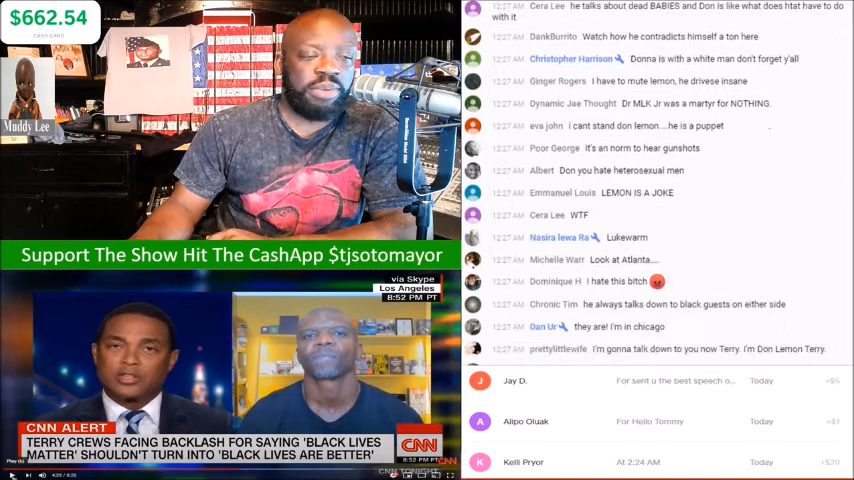 $662.54
CASH CARD
Muddy Lee
Support The Show Hit The CashApp $tjsotomayor
via Skype
Los Angeles
8:52 PM PT
CNN ALERT
TERRY CREWS FACING BACKLASH FOR SAYING 'BLACK LIVES
MATTER' SHOULDN'T TURN INTO 'BLACK LIVES ARE BETTER'
CNN
8:52 PM PT
CNN TONIGHT
Play (k)
4:23 / 8:25
12:27 AM Cera Lee he talks about dead BABIES and Don is like what does htat have to do
with it
12:27 AM DankBurrito Watch how he contradicts himself a ton here
12:27 AM Christopher Harrison Donna is with a white man don't forget y'all
12:27 AM Ginger Rogers I have to mute lemon, he drivese insane
12:27 AM Dynamic Jae Thought Dr MLK Jr was a martyr for NOTHING.
12:27 AM eva john i cant stand don lemon....he is a puppet
12:27 AM Poor George it's an norm to hear gunshots
12:27 AM Albert Don you hate heterosexual men
12:27 AM Emmanuel Louis LEMON IS A JOKE
12:27 AM Cera Lee WTF
12:27 AM Nasira lewa Ra Lukewarm
12:27 AM Michelle Warr Look at Atlanta....
12:27 AM Dominique H I hate this bitch
12:27 AM Chronic Tim he always talks down to black guests on either side
12:27 AM Dan Ur they are! I'm in chicago
12:27 AM prettylittlewife I'm gonna talk down to you now Terry. I'm Don Lemon Terry.
J Jay D. For sent u the best speech o... Today +$5
A Alipo Oluak For Hello Tommy Today +$1
K Kelli Pryor At 2:24 AM Today +$20